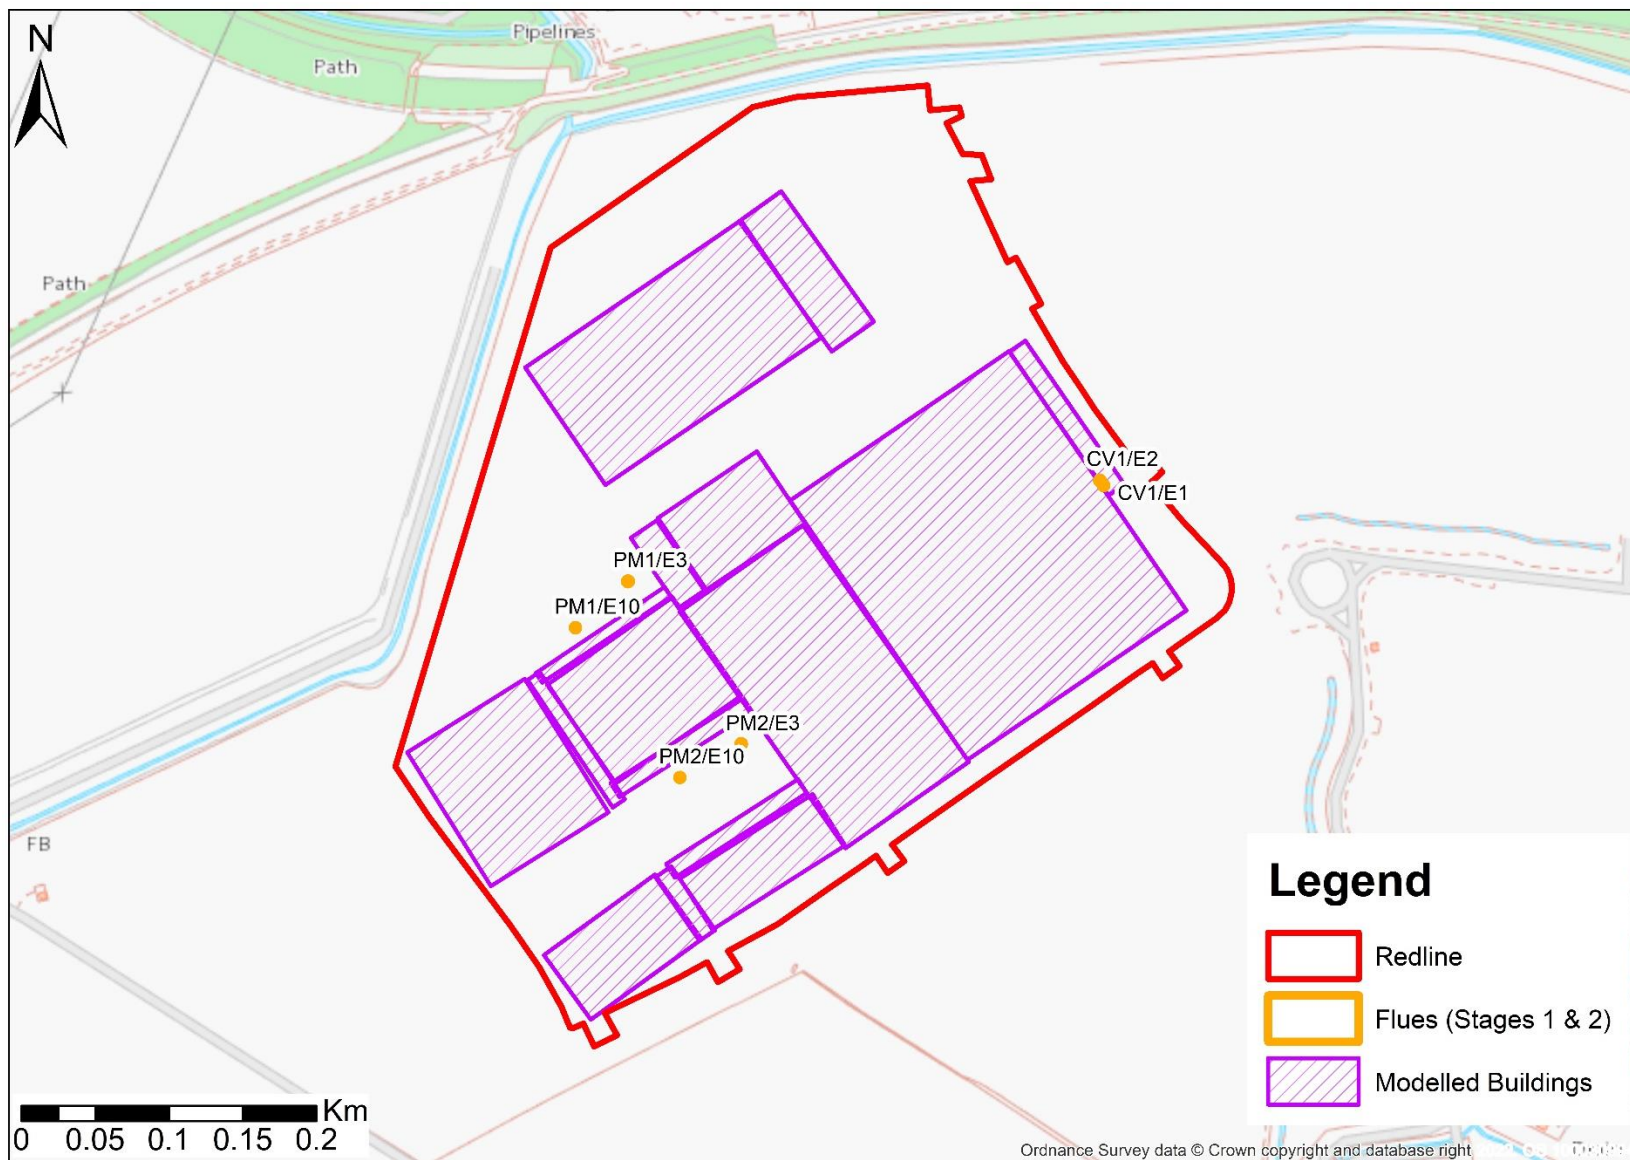 N
Pipelines
Path
Path
CV1/E2
CV1/E1
PM1/E3
PM1/E10
PM2/E3
PM2/E10
FB
Legend
Redline
Flues (Stages 1 & 2)
Modelled Buildings
Km
0 0.05 0.1 0.15 0.2
Ordnance Survey data © Crown copyright and database right